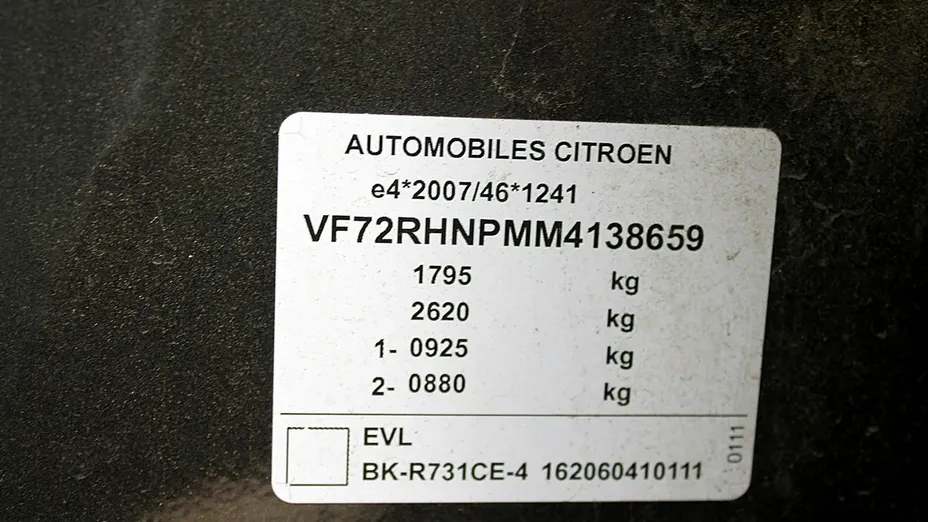 AUTOMOBILES CITROEN
e4*2007/46*1241
VF72RHNPMM4138659
1795 kg
2620 kg
1- 0925 kg
2- 0880 kg
EVL
BK-R731CE-4 162060410111
0111